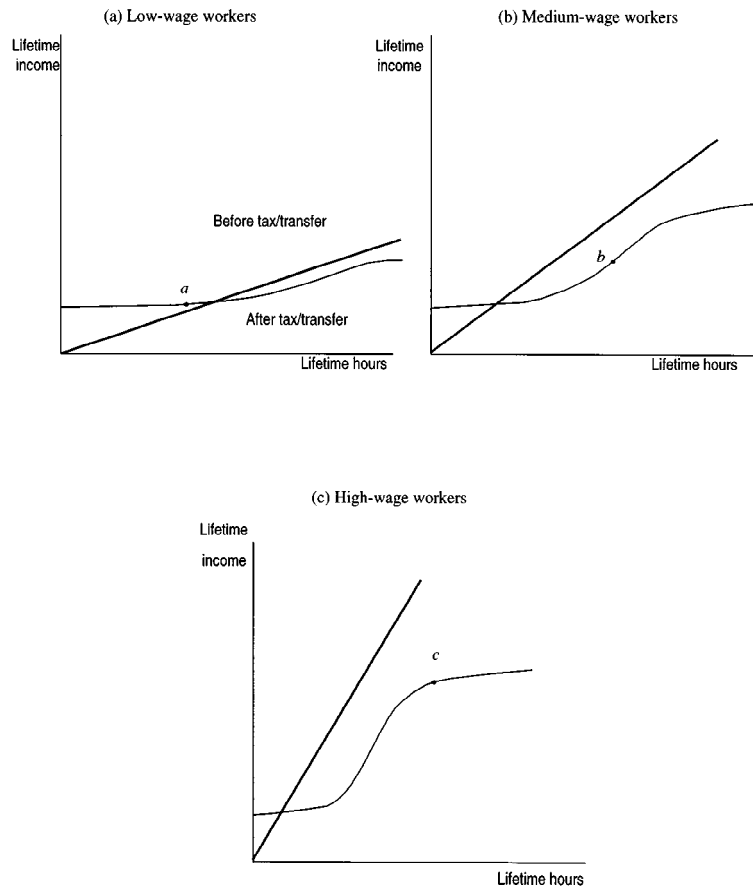 (a) Low-wage workers
Lifetime
income
Before tax/transfer
a
After tax/transfer
Lifetime hours
(b) Medium-wage workers
Lifetime
income
b
Lifetime hours
(c) High-wage workers
Lifetime
income
c
Lifetime hours